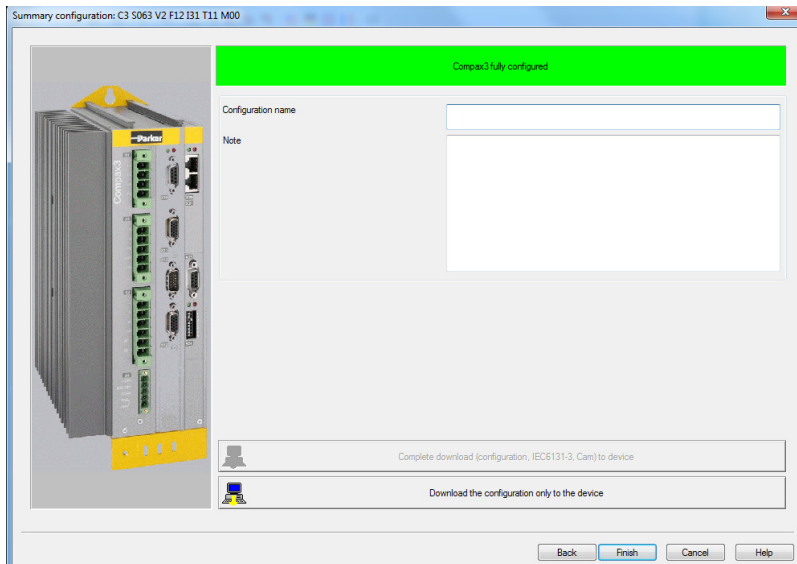 Summary configuration: C3 S063 V2 F12 I31 T11 M00
Compax3 fully configured
Configuration name
Note
Parker
Compax3
Complete download (configuration, IEC6131-3, Cam) to device
Download the configuration only to the device
Back
Finish
Cancel
Help